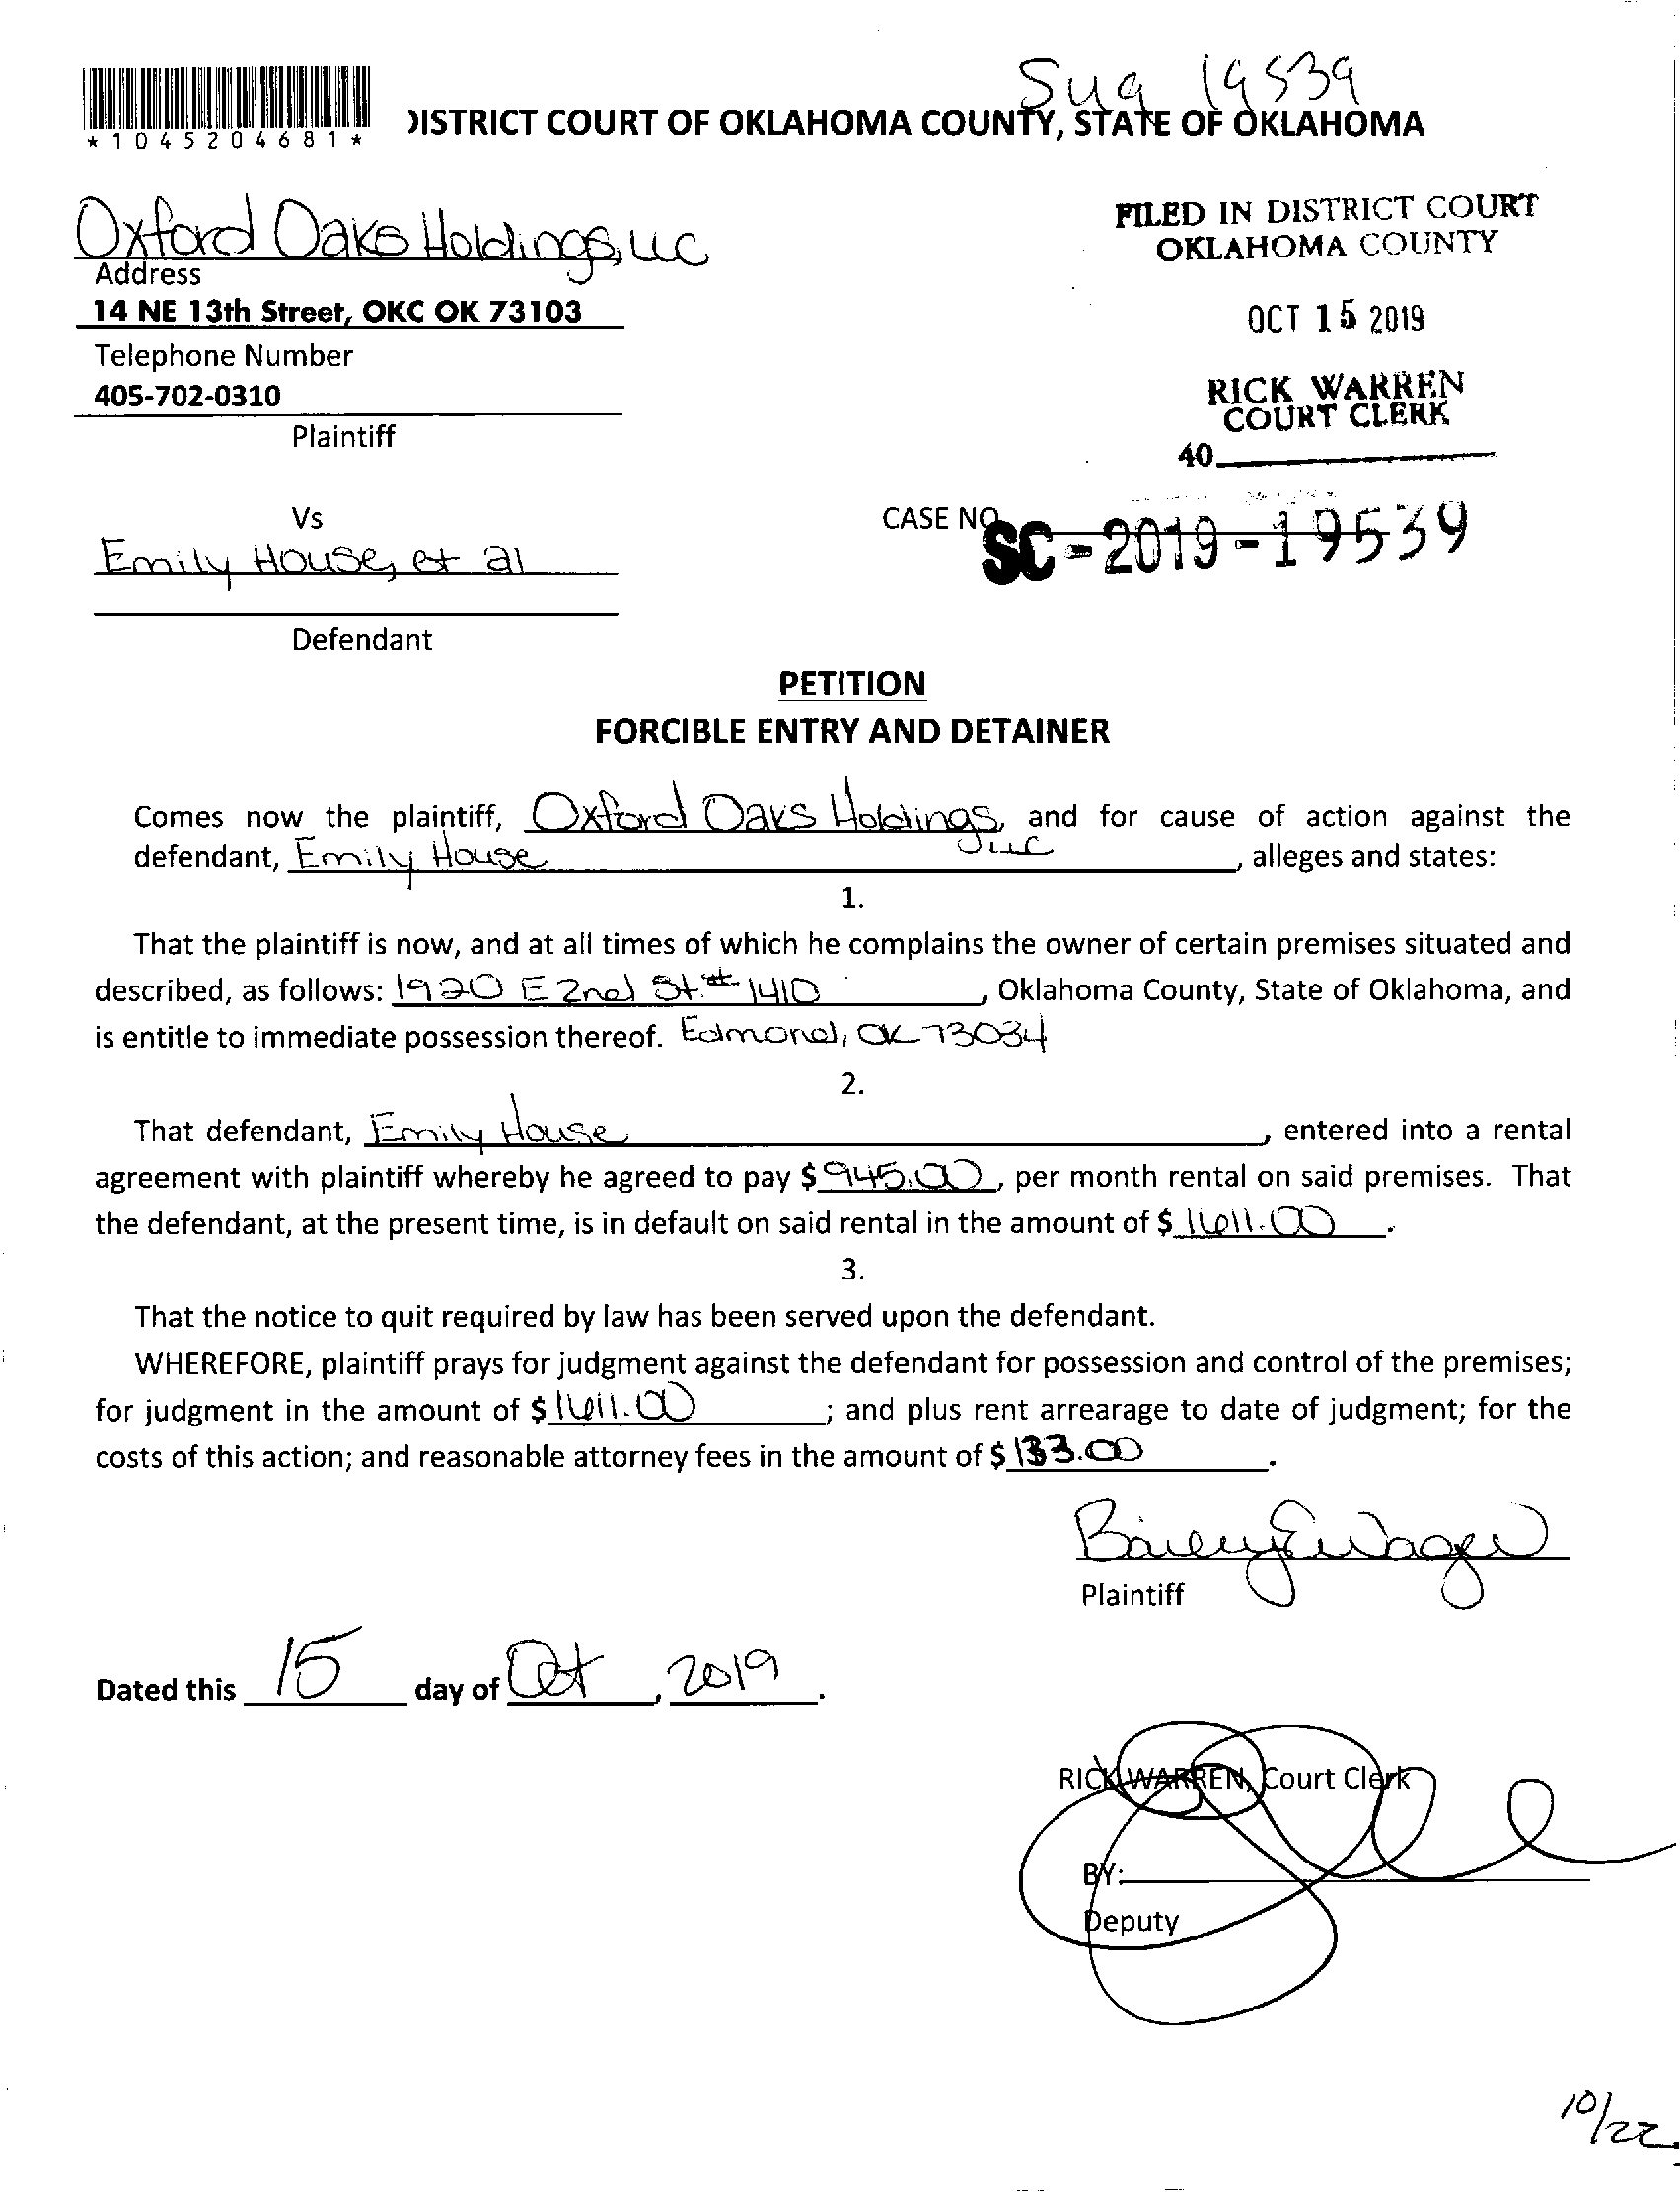 Sug 19539
*1045204681*
DISTRICT COURT OF OKLAHOMA COUNTY, STATE OF OKLAHOMA
Oxford Oaks Holdings, LLC
Address
14 NE 13th Street, OKC OK 73103
Telephone Number
405-702-0310
Plaintiff
FILED IN DISTRICT COURT
OKLAHOMA COUNTY
OCT 15 2019
RICK WARREN
COURT CLERK
40
Vs
Emily House, et al
Defendant
CASE NO. SC-2019-19539
PETITION
FORCIBLE ENTRY AND DETAINER
Comes now the plaintiff, Oxford Oaks Holdings, LLC and for cause of action against the
defendant, Emily House, alleges and states:
1.
That the plaintiff is now, and at all times of which he complains the owner of certain premises situated and
described, as follows: 1920 E 2nd St. # 1410, Oklahoma County, State of Oklahoma, and
is entitle to immediate possession thereof. Edmond, OK 73034
2.
That defendant, Emily House, entered into a rental
agreement with plaintiff whereby he agreed to pay $ 945.00, per month rental on said premises. That
the defendant, at the present time, is in default on said rental in the amount of $ 1611.00.
3.
That the notice to quit required by law has been served upon the defendant.
WHEREFORE, plaintiff prays for judgment against the defendant for possession and control of the premises;
for judgment in the amount of $ 1611.00; and plus rent arrearage to date of judgment; for the
costs of this action; and reasonable attorney fees in the amount of $ 133.00.
Plaintiff
Dated this 15 day of Oct, 2019.
RICK WARREN, Court Clerk
BY:
Deputy
10/22